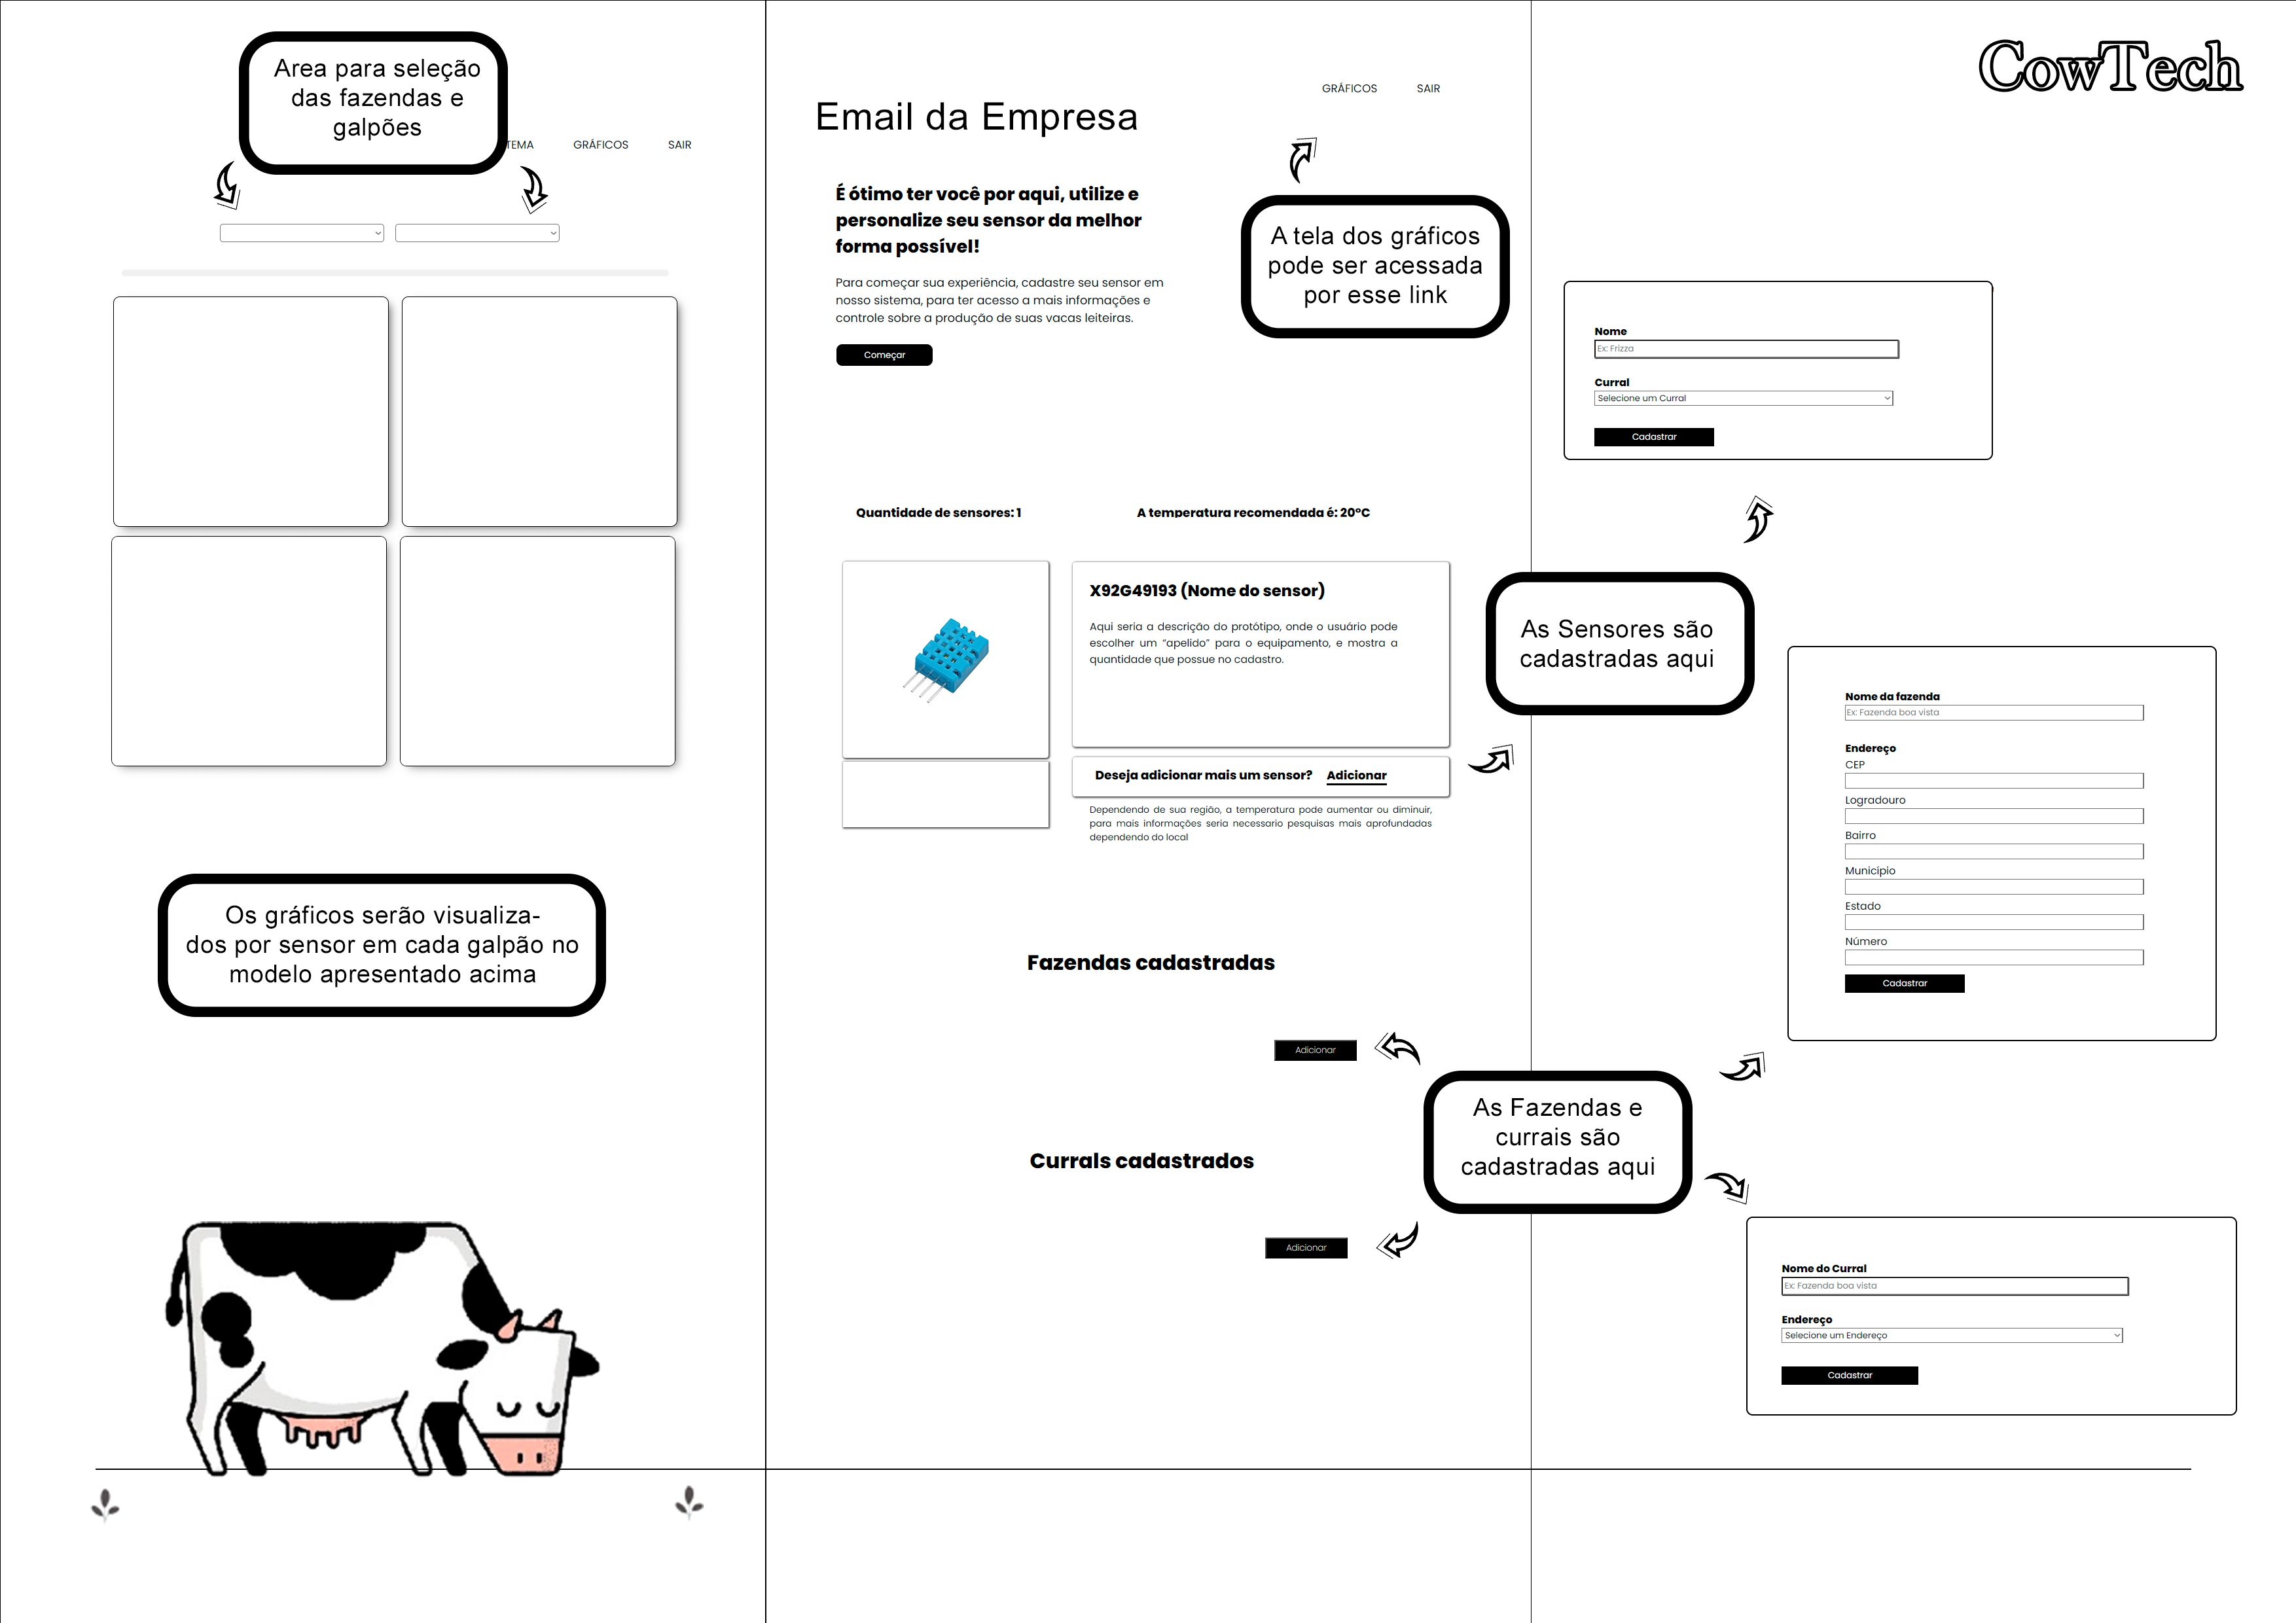 Area para seleção
das fazendas e
galpões
TEMA
GRÁFICOS
SAIR
Os gráficos serão visualiza-
dos por sensor em cada galpão no
modelo apresentado acima
GRÁFICOS
SAIR
Email da Empresa
É ótimo ter você por aqui, utilize e
personalize seu sensor da melhor
forma possível!
Para começar sua experiência, cadastre seu sensor em
nosso sistema, para ter acesso a mais informações e
controle sobre a produção de suas vacas leiteiras.
Começar
A tela dos gráficos
pode ser acessada
por esse link
Quantidade de sensores: 1
A temperatura recomendada é: 20°C
X92G49193 (Nome do sensor)
Aqui seria a descrição do protótipo, onde o usuário pode
escolher um “apelido” para o equipamento, e mostra a
quantidade que possue no cadastro.
Deseja adicionar mais um sensor? Adicionar
Dependendo de sua região, a temperatura pode aumentar ou diminuir,
para mais informações seria necessario pesquisas mais aprofundadas
dependendo do local
Fazendas cadastradas
Adicionar
Currals cadastrados
Adicionar
CowTech
Nome
Ex: Frizza
Curral
Selecione um Curral
Cadastrar
As Sensores são
cadastradas aqui
Nome da fazenda
Ex: Fazenda boa vista
Endereço
CEP
Logradouro
Bairro
Município
Estado
Número
Cadastrar
As Fazendas e
currais são
cadastradas aqui
Nome do Curral
Ex: Fazenda boa vista
Endereço
Selecione um Endereço
Cadastrar